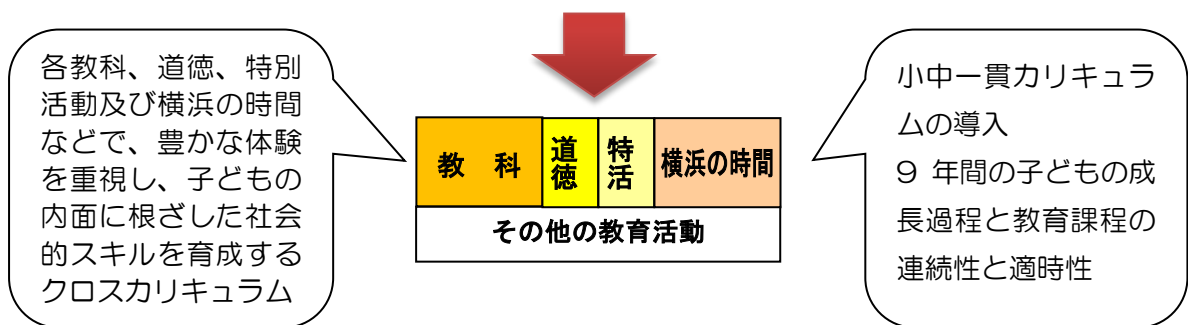 各教科、道徳、特別
活動及び横浜の時間
などで、豊かな体験
を重視し、子どもの
内面に根ざした社会
的スキルを育成する
クロスカリキュラム
教　科
道
徳
特
活
横浜の時間
その他の教育活動
小中一貫カリキュラ
ムの導入
9 年間の子どもの成
長過程と教育課程の
連続性と適時性